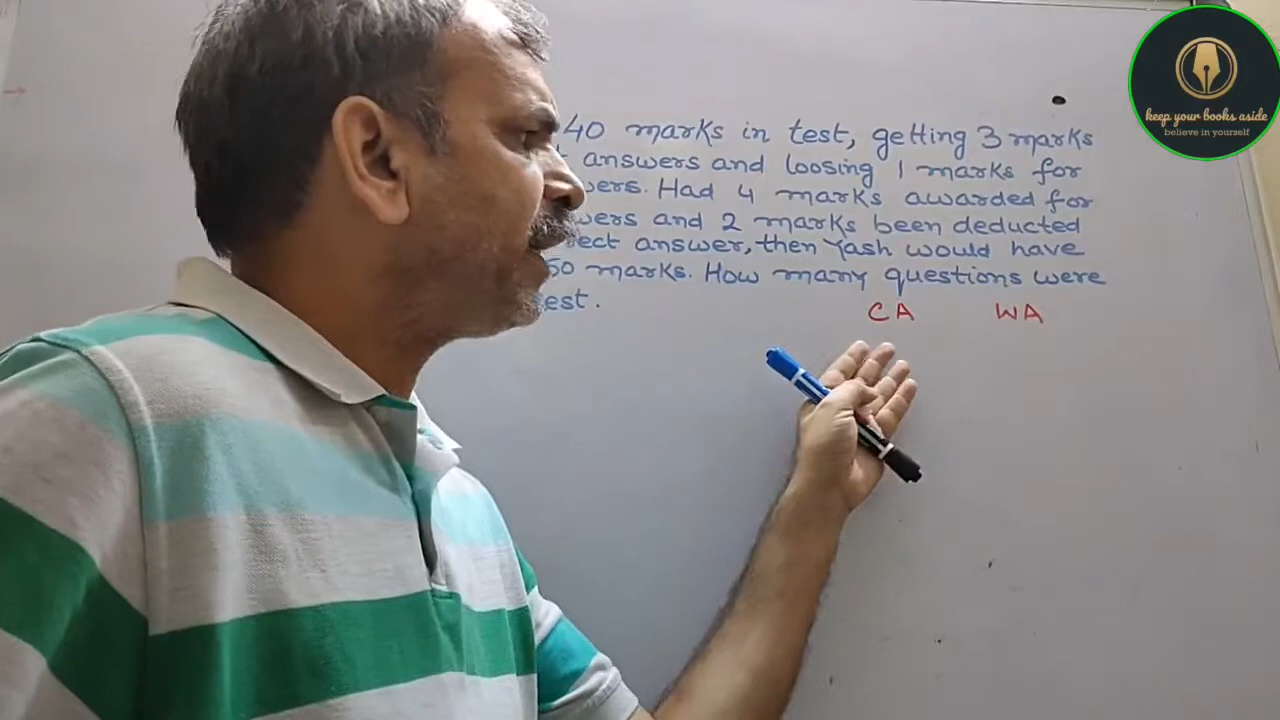 40 marks in test, getting 3 marks
answers and loosing 1 marks for
wers. Had 4 marks awarded for
wers and 2 marks been deducted
ect answer, then Yash would have
50 marks. How many questions were
est.
CA WA
keep your books aside
believe in yourself